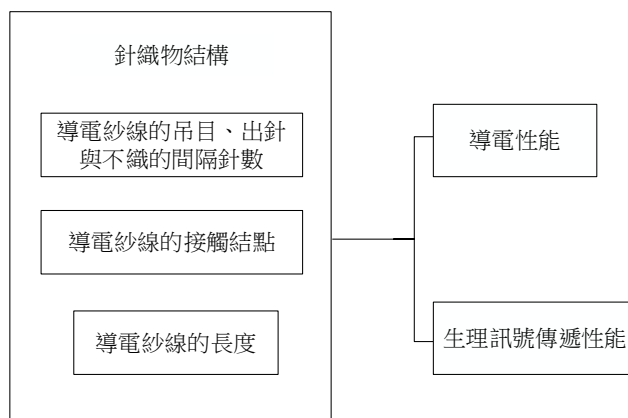 針織物結構
導電紗線的吊目、出針
與不織的間隔針數
導電紗線的接觸結點
導電紗線的長度
導電性能
生理訊號傳遞性能